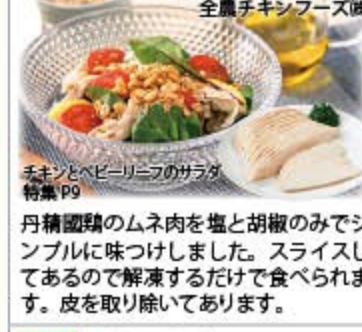 全農チキンフーズ㈱
チキンとベビーリーフのサラダ
特集P9
丹精國鶏のムネ肉を塩と胡椒のみでシ
ンプルに味つけしました。スライスし
てあるので解凍するだけで食べられま
す。皮を取り除いてあります。